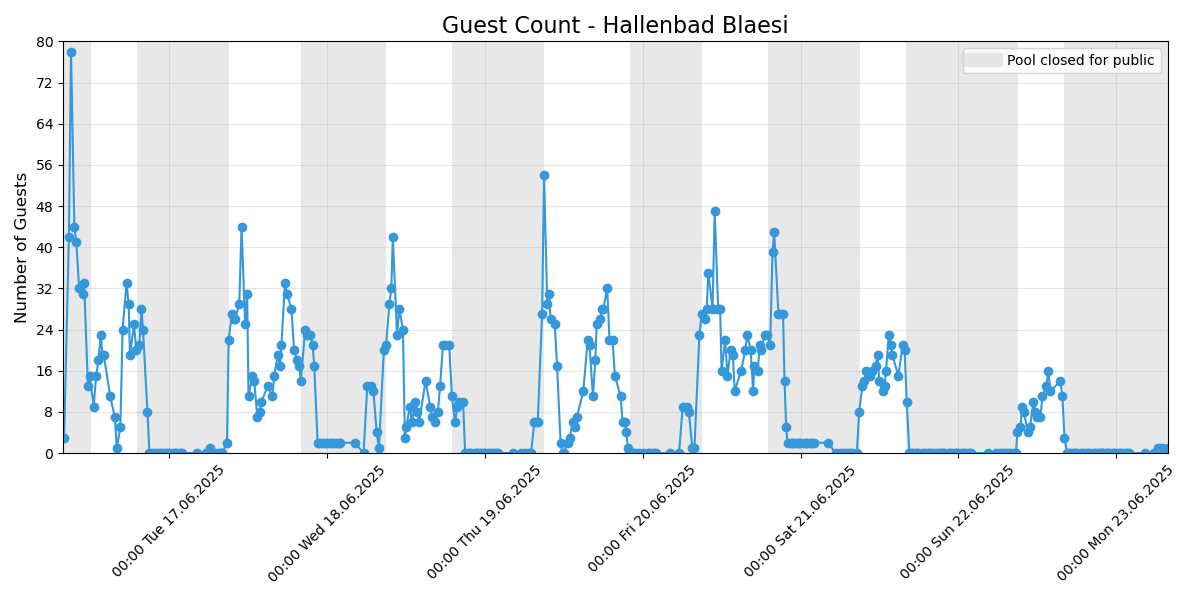 Guest Count - Hallenbad Blaesi
Pool closed for public
Number of Guests
80
72
64
56
48
40
32
24
16
8
0
00:00 Tue 17.06.2025
00:00 Wed 18.06.2025
00:00 Thu 19.06.2025
00:00 Fri 20.06.2025
00:00 Sat 21.06.2025
00:00 Sun 22.06.2025
00:00 Mon 23.06.2025